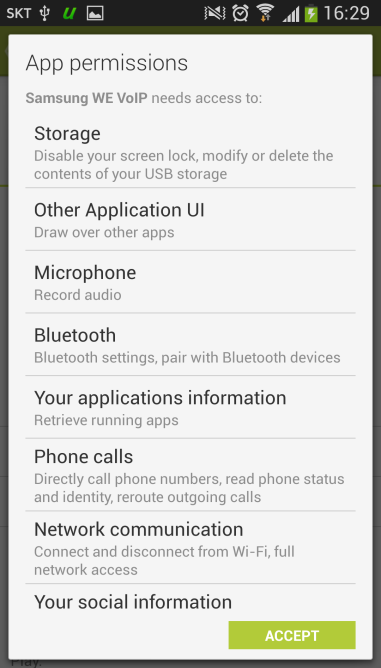 SKT 16:29
App permissions
Samsung WE VoIP needs access to:
Storage
Disable your screen lock, modify or delete the
contents of your USB storage
Other Application UI
Draw over other apps
Microphone
Record audio
Bluetooth
Bluetooth settings, pair with Bluetooth devices
Your applications information
Retrieve running apps
Phone calls
Directly call phone numbers, read phone status
and identity, reroute outgoing calls
Network communication
Connect and disconnect from Wi-Fi, full
network access
Your social information
ACCEPT
Play.